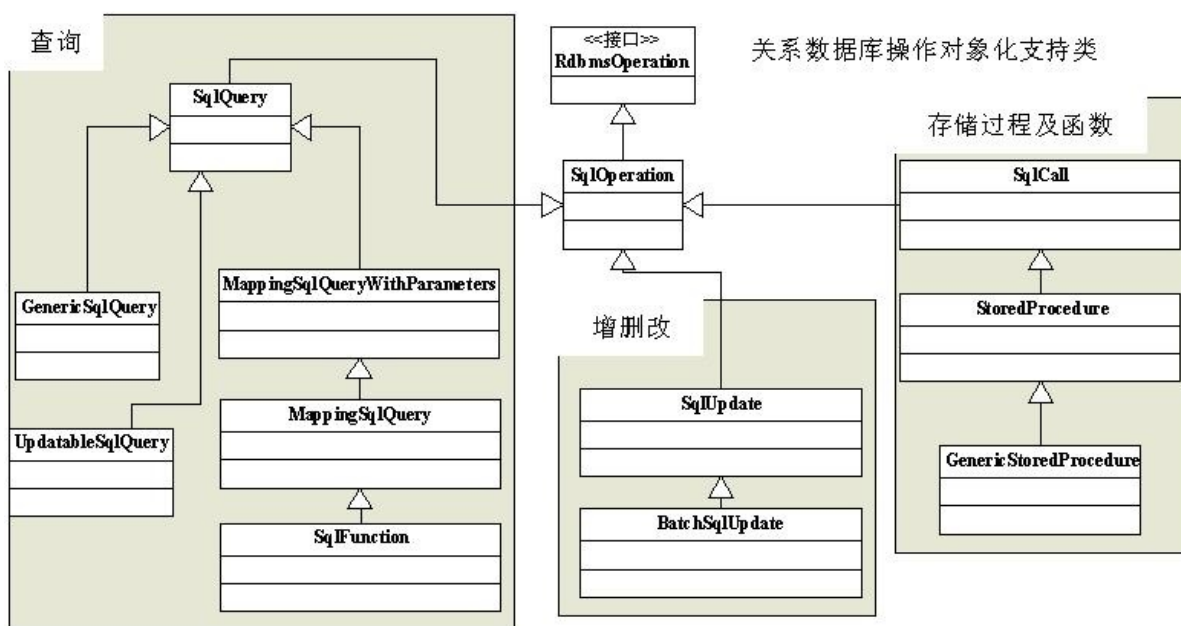 查询
SqlQuery
GenericSqlQuery
UpdatableSqlQuery
MappingSqlQueryWithParameters
MappingSqlQuery
SqlFunction
<<接口>>
RdbmsOperation
SqlOperation
增删改
SqlUpdate
BatchSqlUpdate
关系数据库操作对象化支持类
存储过程及函数
SqlCall
StoredProcedure
GenericStoredProcedure